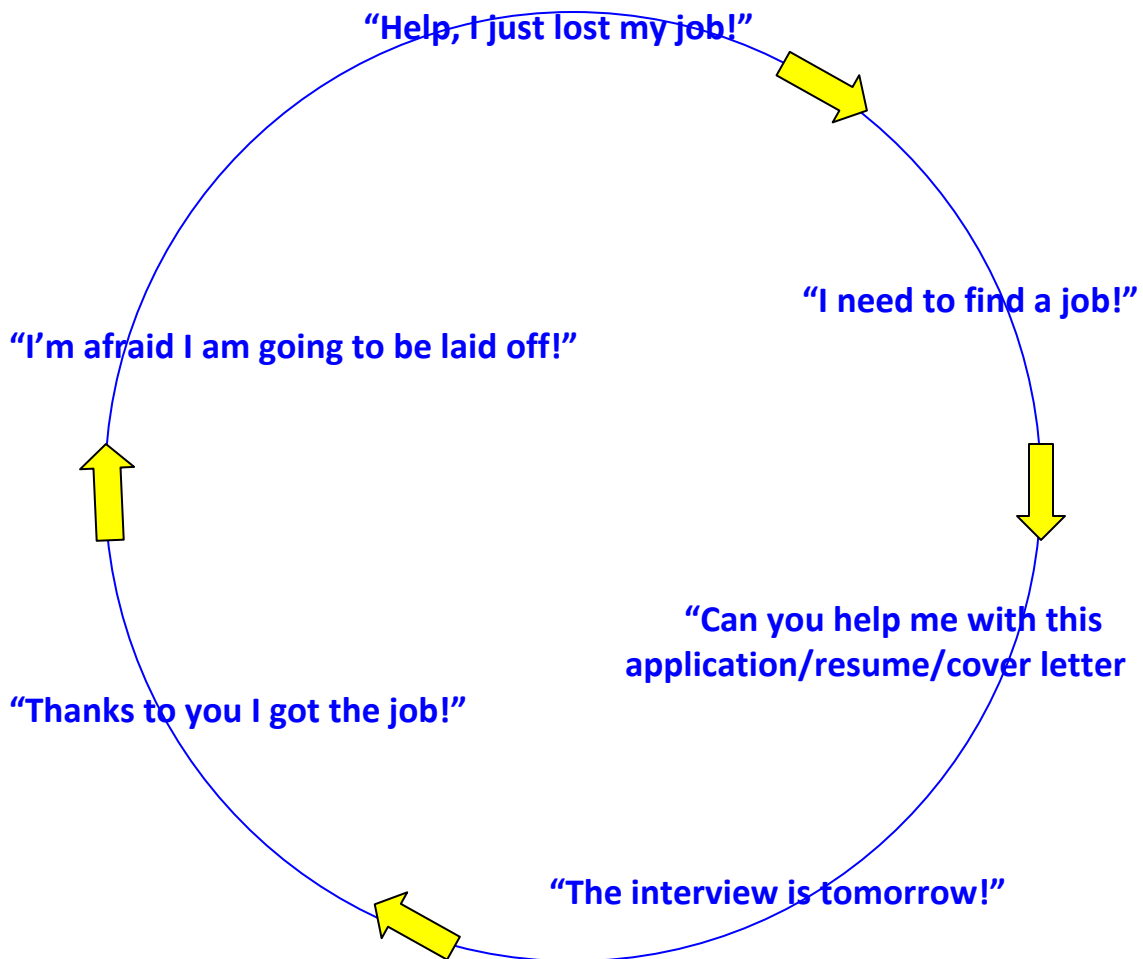 “Help, I just lost my job!”
“I need to find a job!”
“Can you help me with this
application/resume/cover letter
“The interview is tomorrow!”
“Thanks to you I got the job!”
“I’m afraid I am going to be laid off!”